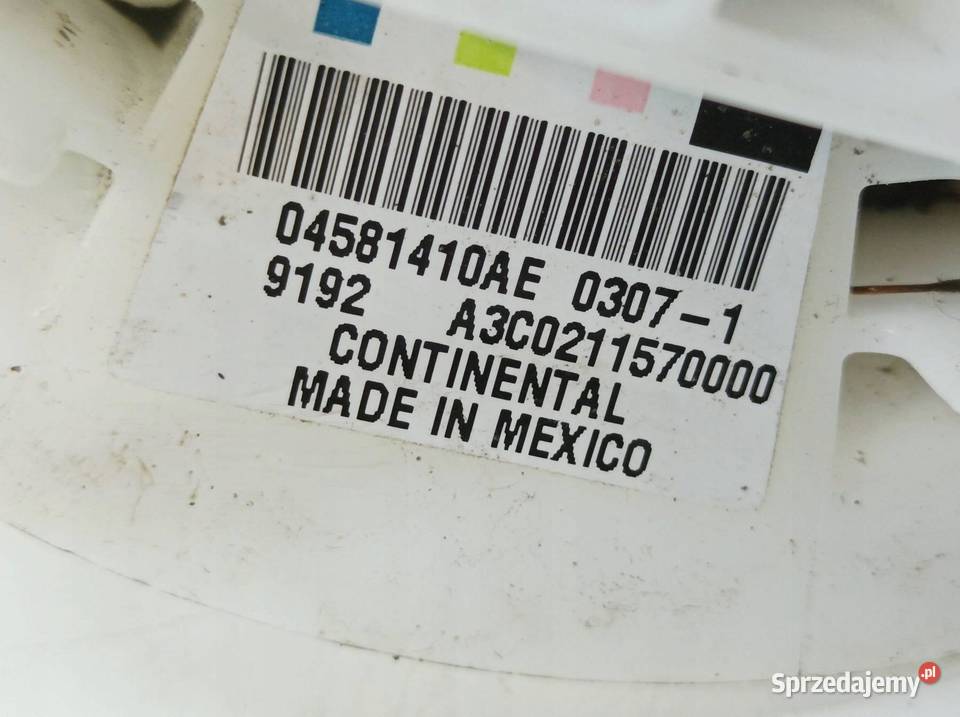 04581410AE 0307-1
9192 A3C0211570000
CONTINENTAL
MADE IN MEXICO
Sprzedajemy.pl